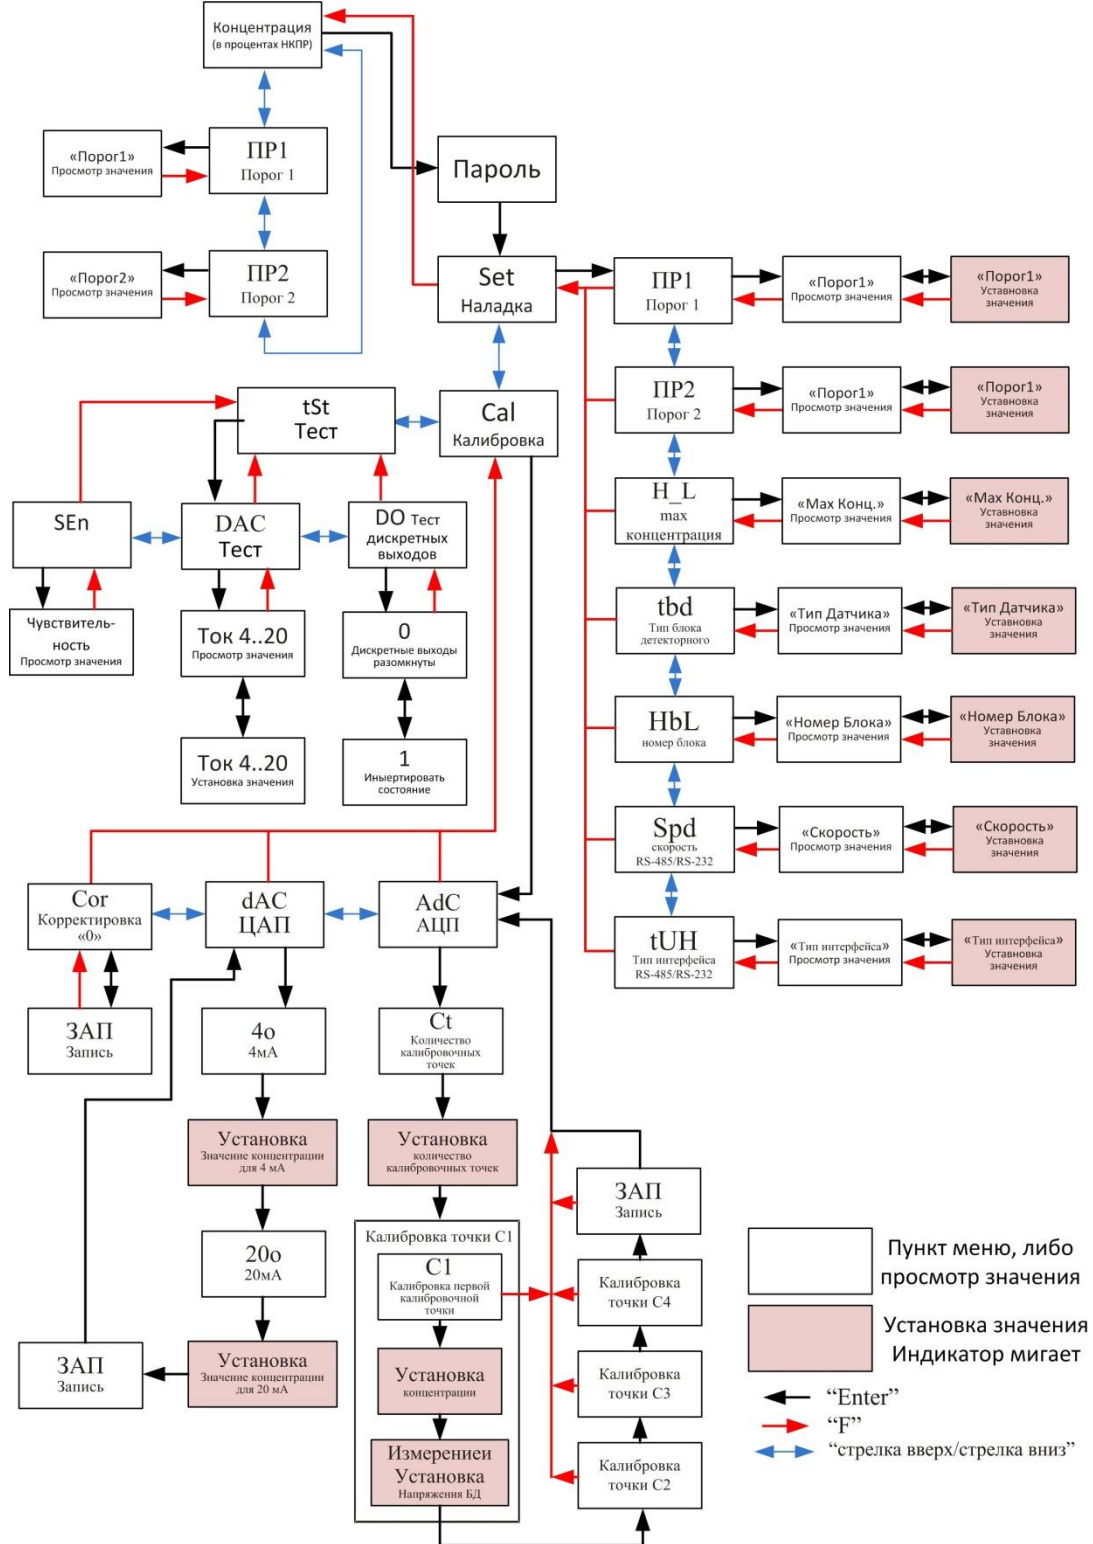 Концентрация
(в процентах НКПР)
«Порог1»
Просмотр значения
ПР1
Порог 1
Пароль
«Порог2»
Просмотр значения
ПР2
Порог 2
Set
Наладка
ПР1
Порог 1
«Порог1»
Просмотр значения
«Порог1»
Уставновка
значения
tSt
Тест
Cal
Калибровка
ПР2
Порог 2
«Порог1»
Просмотр значения
«Порог1»
Уставновка
значения
SEn
DAC
Тест
DO Тест
дискретных
выходов
H_L
max
концентрация
«Мах Конц.»
Просмотр значения
«Мах Конц.»
Уставновка
значения
Чувствитель-
ность
Просмотр значения
Ток 4..20
Просмотр значения
0
Дискретные выходы
разомкнуты
tbd
Тип блока
детекторного
«Тип Датчика»
Просмотр значения
«Тип Датчика»
Уставновка
значения
Ток 4..20
Установка значения
1
Иныертировать
состояние
HbL
номер блока
«Номер Блока»
Просмотр значения
«Номер Блока»
Уставновка
значения
Spd
скорость
RS-485/RS-232
«Скорость»
Просмотр значения
«Скорость»
Уставновка
значения
Cor
Корректировка
«0»
dAC
ЦАП
AdC
АЦП
tUH
Тип интерфейса
RS-485/RS-232
«Тип интерфейса»
Просмотр значения
«Тип интерфейса»
Уставновка
значения
ЗАП
Запись
4о
4мА
Ct
Количество
калибровочных
точек
Установка
Значение концентрации
для 4 мА
Установка
количество
калибровочных точек
ЗАП
Запись
20о
20мА
Калибровка точки С1
С1
Калибровка первой
калибровочной
точки
Калибровка
точки С4
Пункт меню, либо
просмотр значения
ЗАП
Запись
Установка
Значение концентрации
для 20 мА
Установка
концентрации
Калибровка
точки С3
Установка значения
Индикатор мигает
“Enter”
“F”
“стрелка вверх/стрелка вниз”
Измерениеи
Установка
Напряжения БД
Калибровка
точки С2